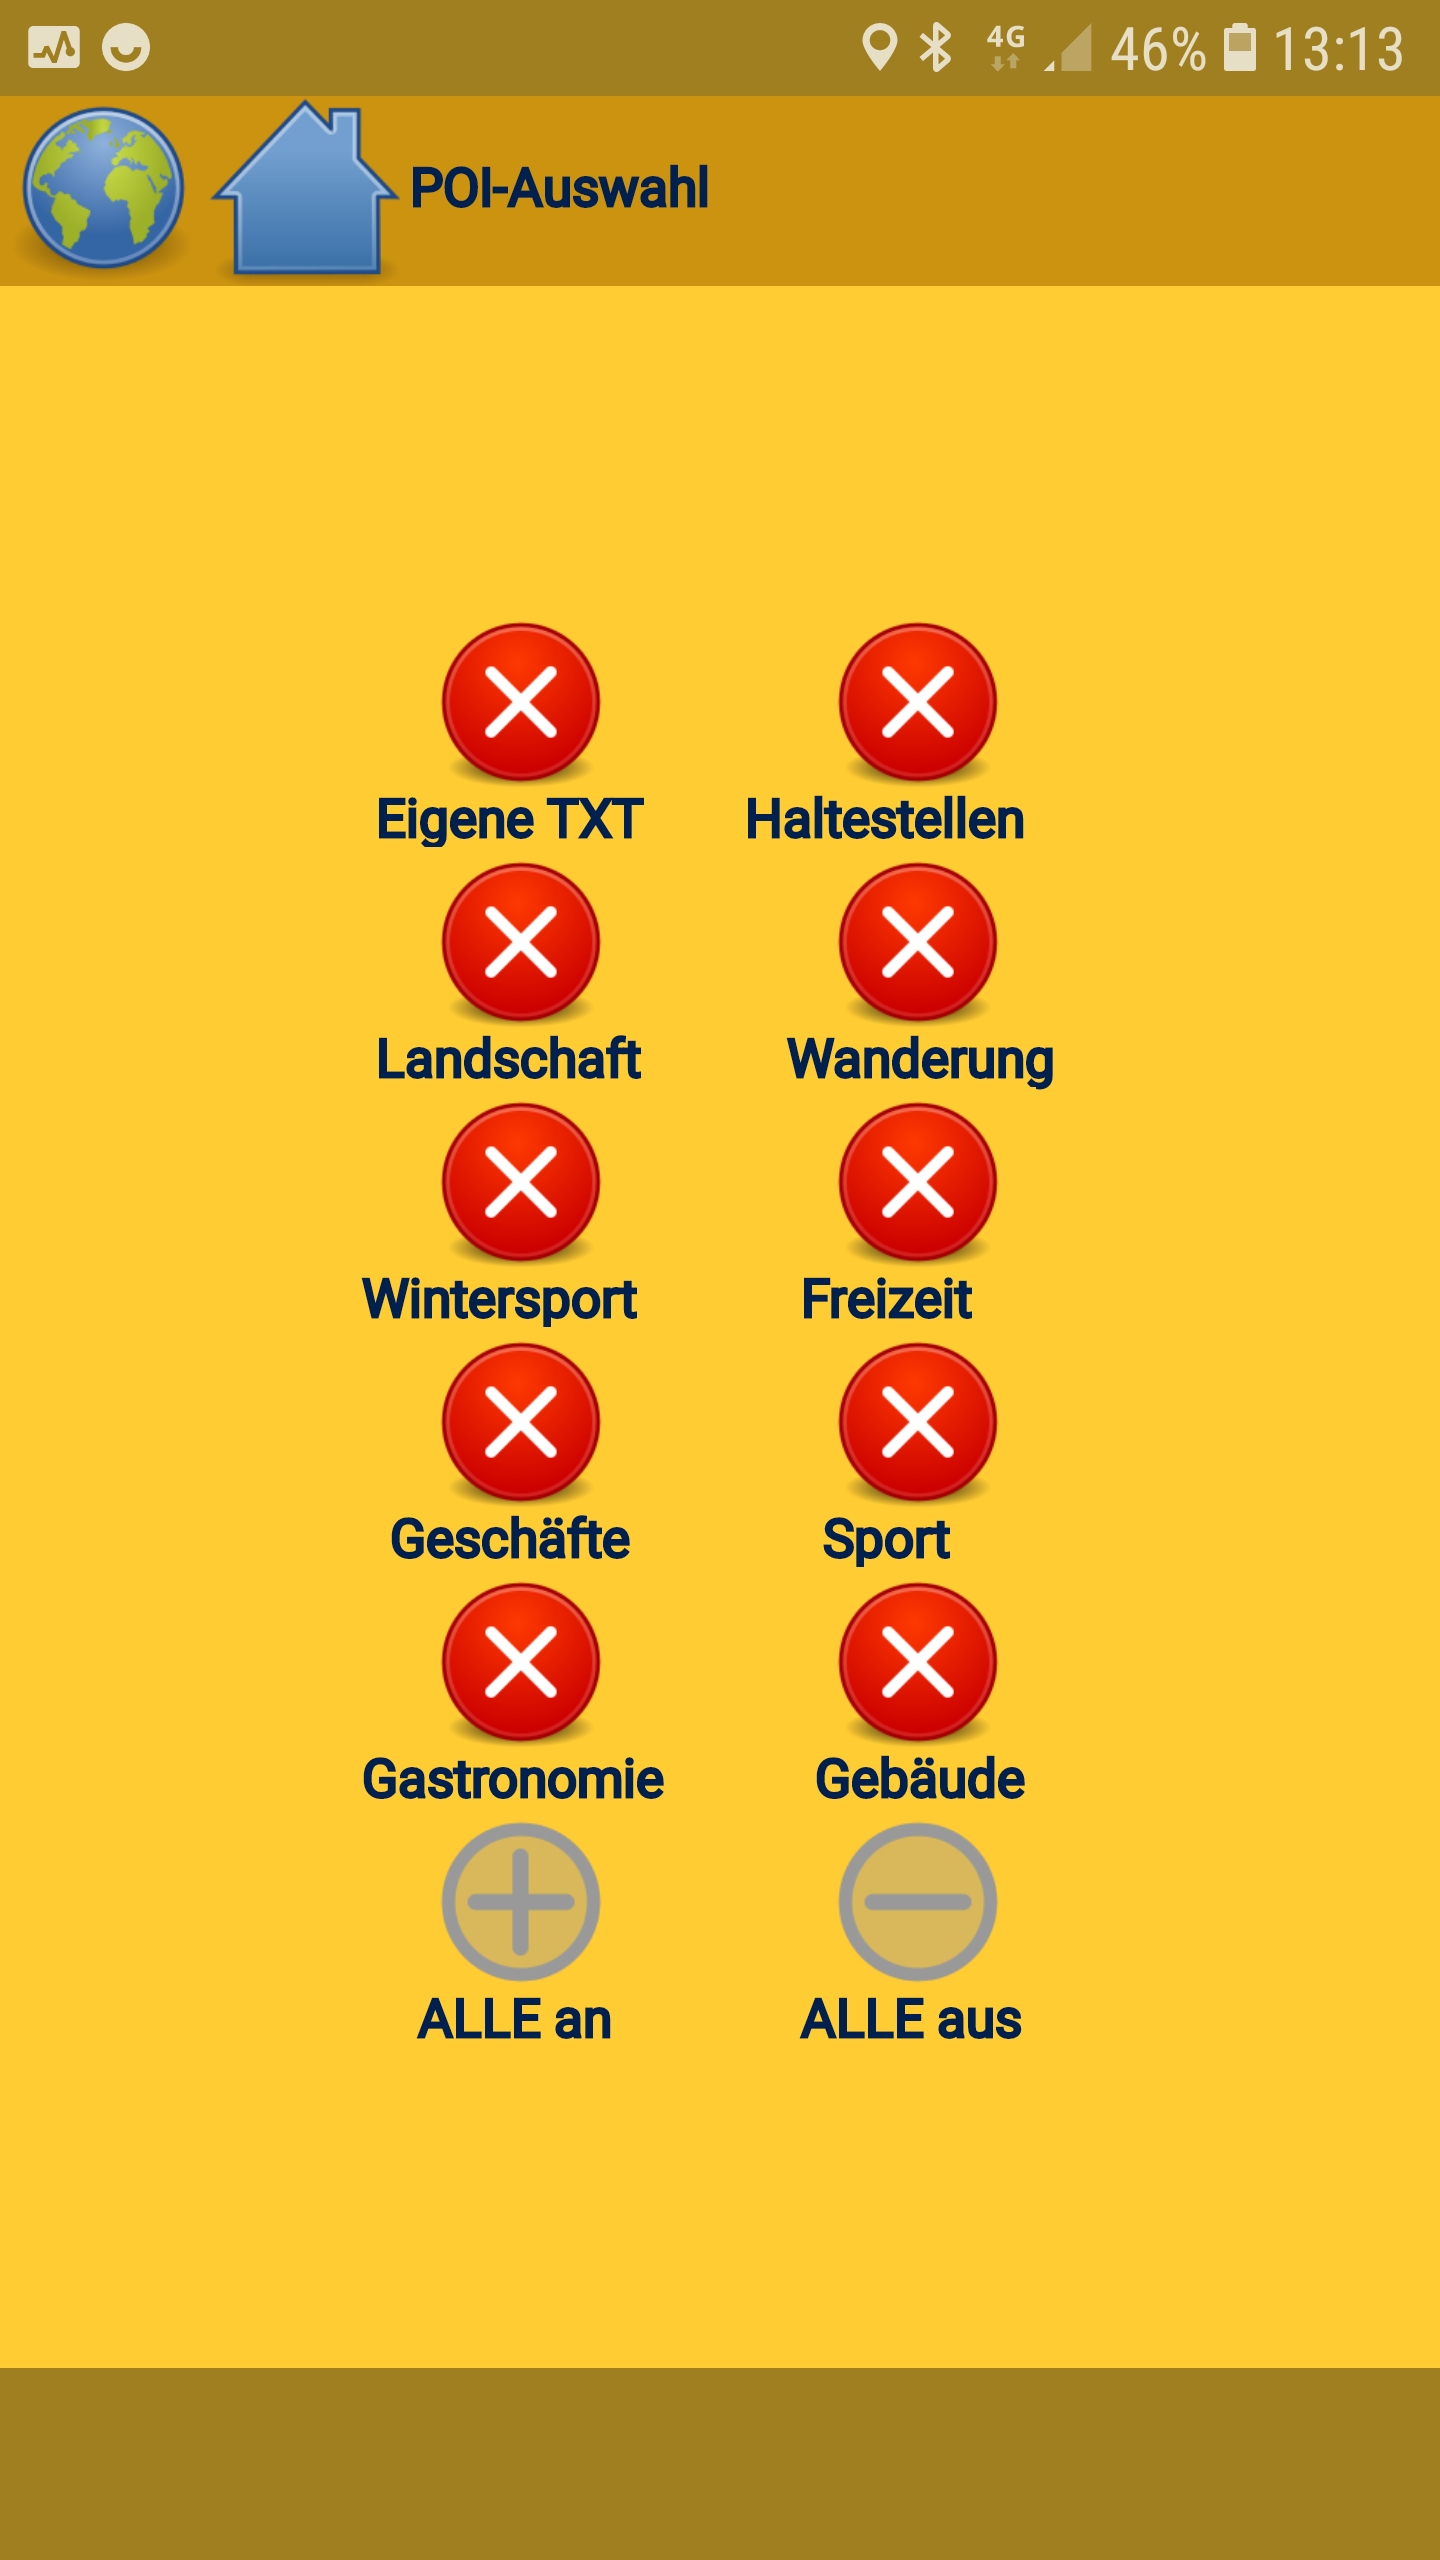 4G 46% 13:13
POI-Auswahl
Eigene TXT Haltestellen
Landschaft Wanderung
Wintersport Freizeit
Geschäfte Sport
Gastronomie Gebäude
ALLE an ALLE aus